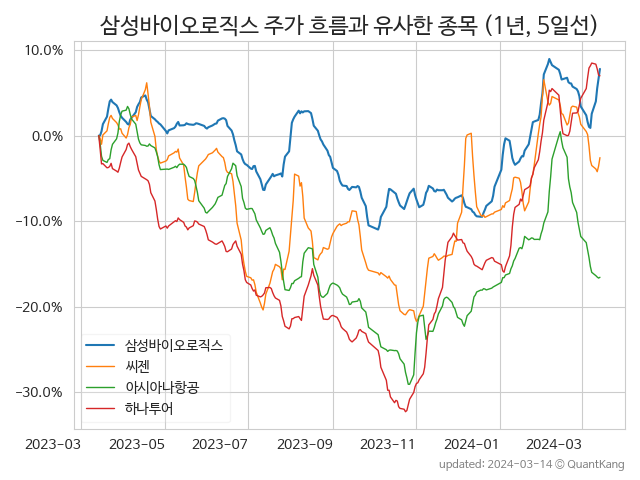 삼성바이오로직스 주가 흐름과 유사한 종목 (1년, 5일선)
10.0%
0.0%
−10.0%
−20.0%
−30.0%
삼성바이오로직스
씨젠
아시아나항공
하나투어
2023-03 2023-05 2023-07 2023-09 2023-11 2024-01 2024-03
updated: 2024-03-14 ⓒ QuantKang